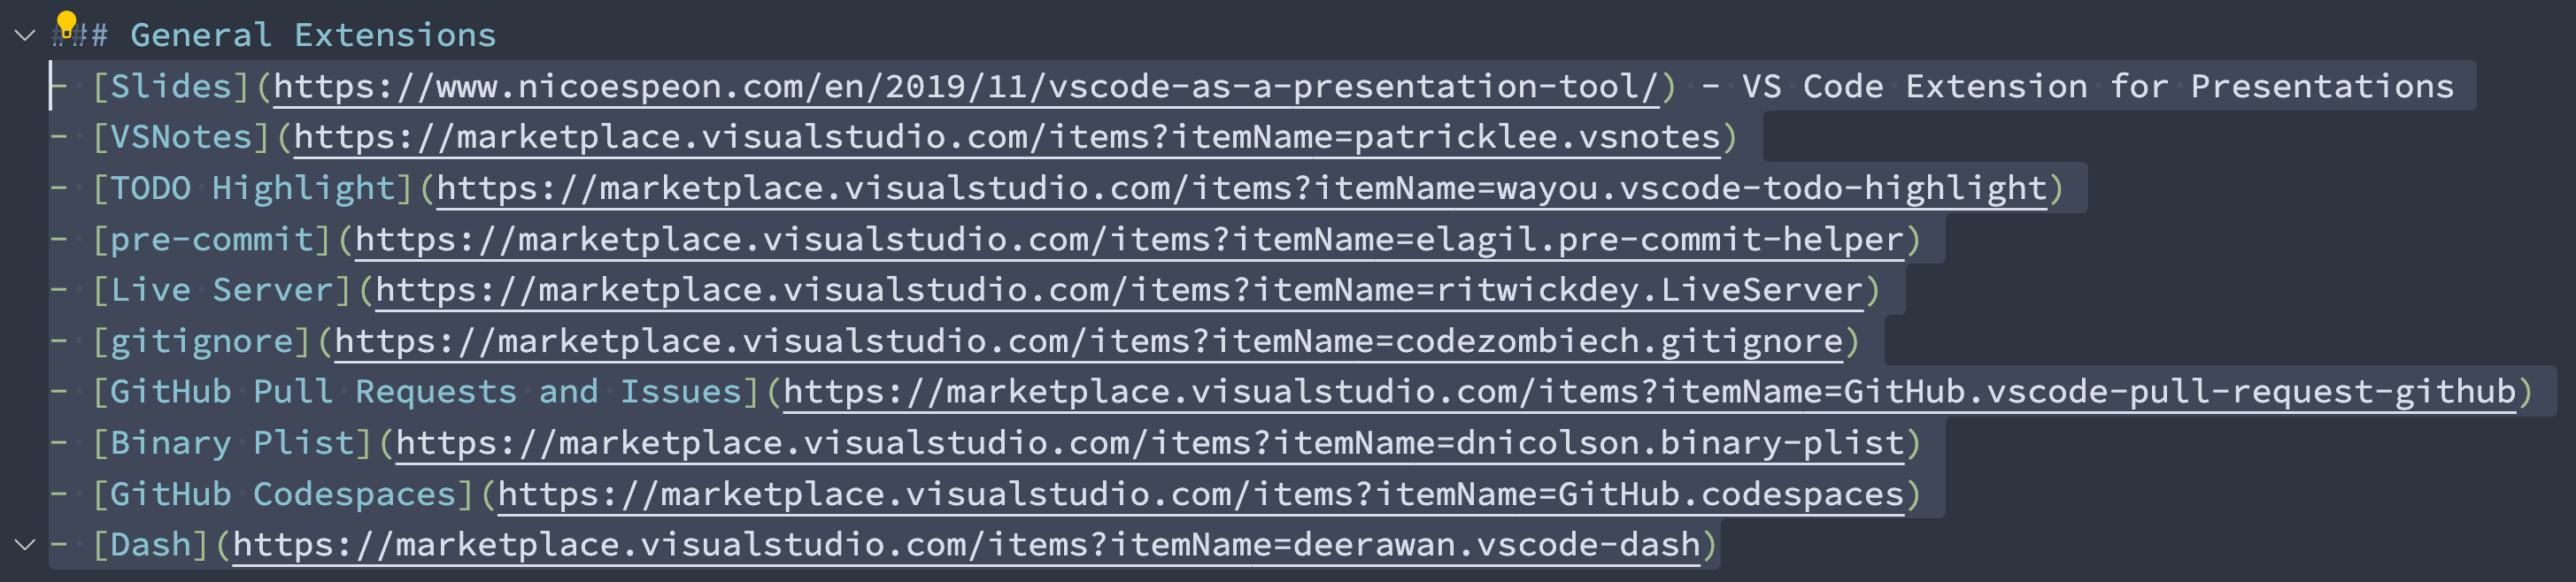 ### General Extensions
- [Slides](https://www.nicoespeon.com/en/2019/11/vscode-as-a-presentation-tool/) - VS Code Extension for Presentations
- [VSNotes](https://marketplace.visualstudio.com/items?itemName=patricklee.vsnotes)
- [TODO Highlight](https://marketplace.visualstudio.com/items?itemName=wayou.vscode-todo-highlight)
- [pre-commit](https://marketplace.visualstudio.com/items?itemName=elagil.pre-commit-helper)
- [Live Server](https://marketplace.visualstudio.com/items?itemName=ritwickdey.LiveServer)
- [gitignore](https://marketplace.visualstudio.com/items?itemName=codezombiech.gitignore)
- [GitHub Pull Requests and Issues](https://marketplace.visualstudio.com/items?itemName=GitHub.vscode-pull-request-github)
- [Binary Plist](https://marketplace.visualstudio.com/items?itemName=dnicolson.binary-plist)
- [GitHub Codespaces](https://marketplace.visualstudio.com/items?itemName=GitHub.codespaces)
- [Dash](https://marketplace.visualstudio.com/items?itemName=deerawan.vscode-dash)